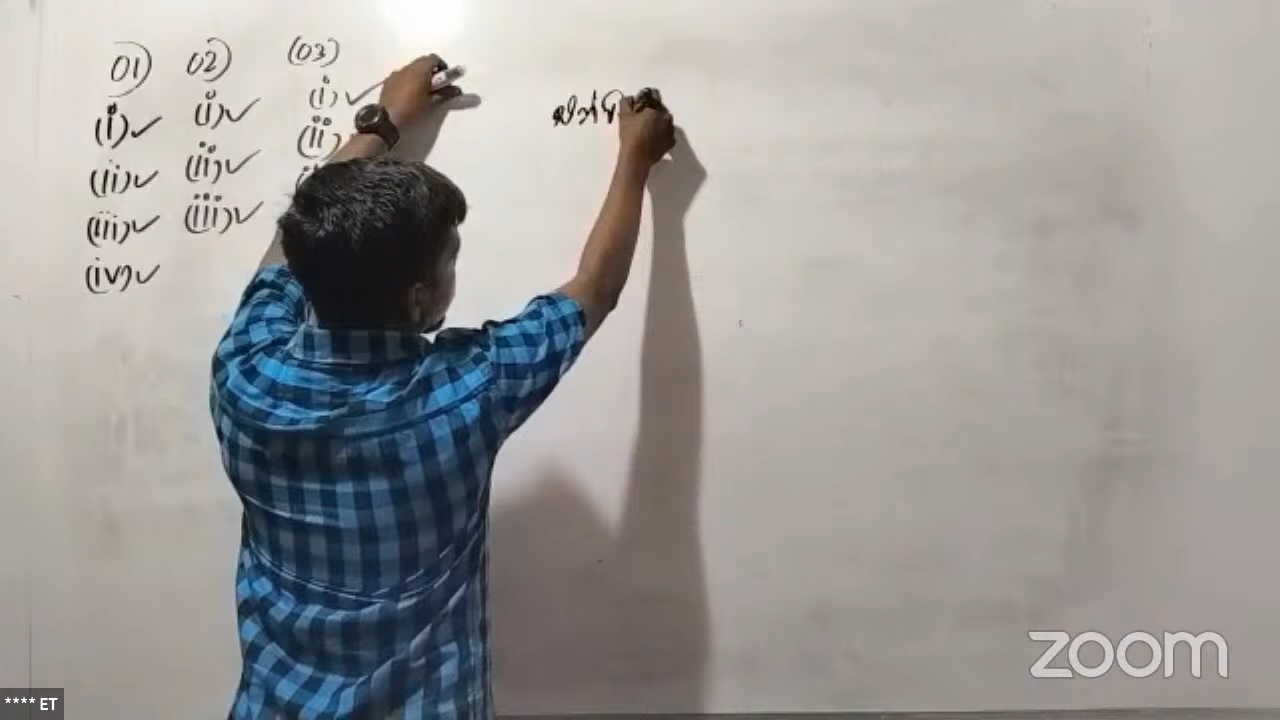 01) 02) (03)
(i)✓ (i)✓ (i)✓
(ii)✓ (ii)✓ (ii)
(iii)✓ (iii)✓
(iv)✓
zoom
**** ET